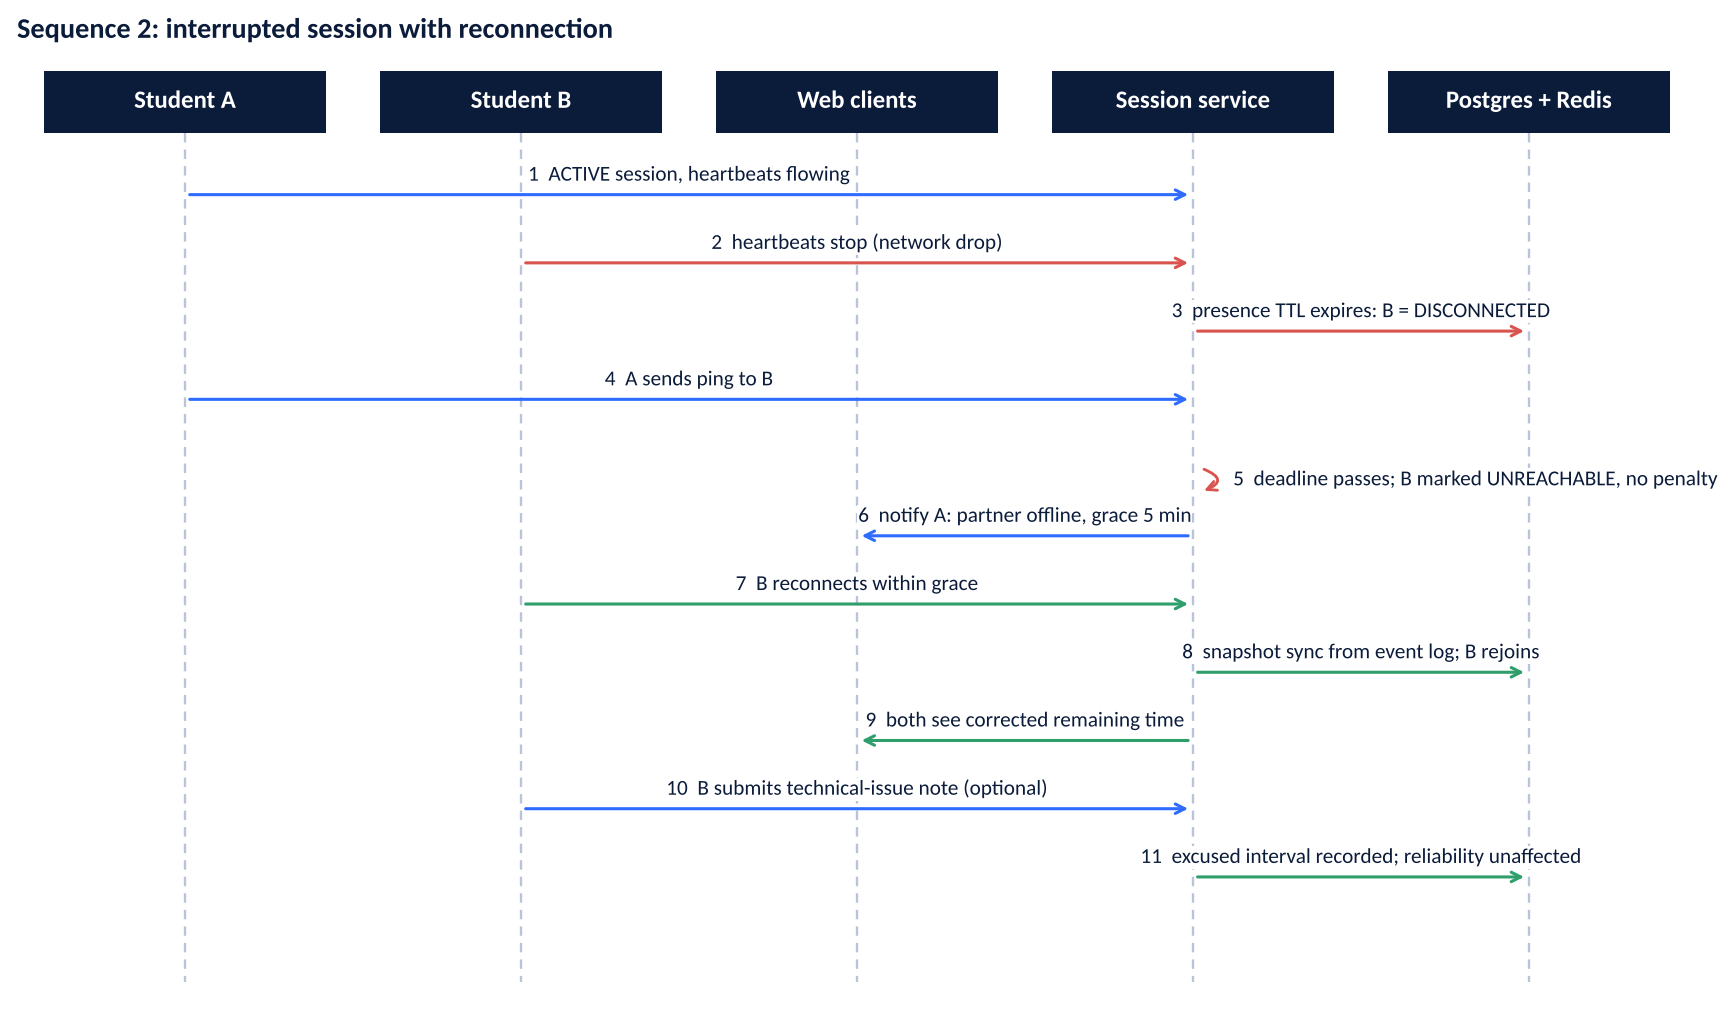 Sequence 2: interrupted session with reconnection
Student A
Student B
Web clients
Session service
Postgres + Redis
1 ACTIVE session, heartbeats flowing
2 heartbeats stop (network drop)
3 presence TTL expires: B = DISCONNECTED
4 A sends ping to B
5 deadline passes; B marked UNREACHABLE, no penalty
6 notify A: partner offline, grace 5 min
7 B reconnects within grace
8 snapshot sync from event log; B rejoins
9 both see corrected remaining time
10 B submits technical-issue note (optional)
11 excused interval recorded; reliability unaffected